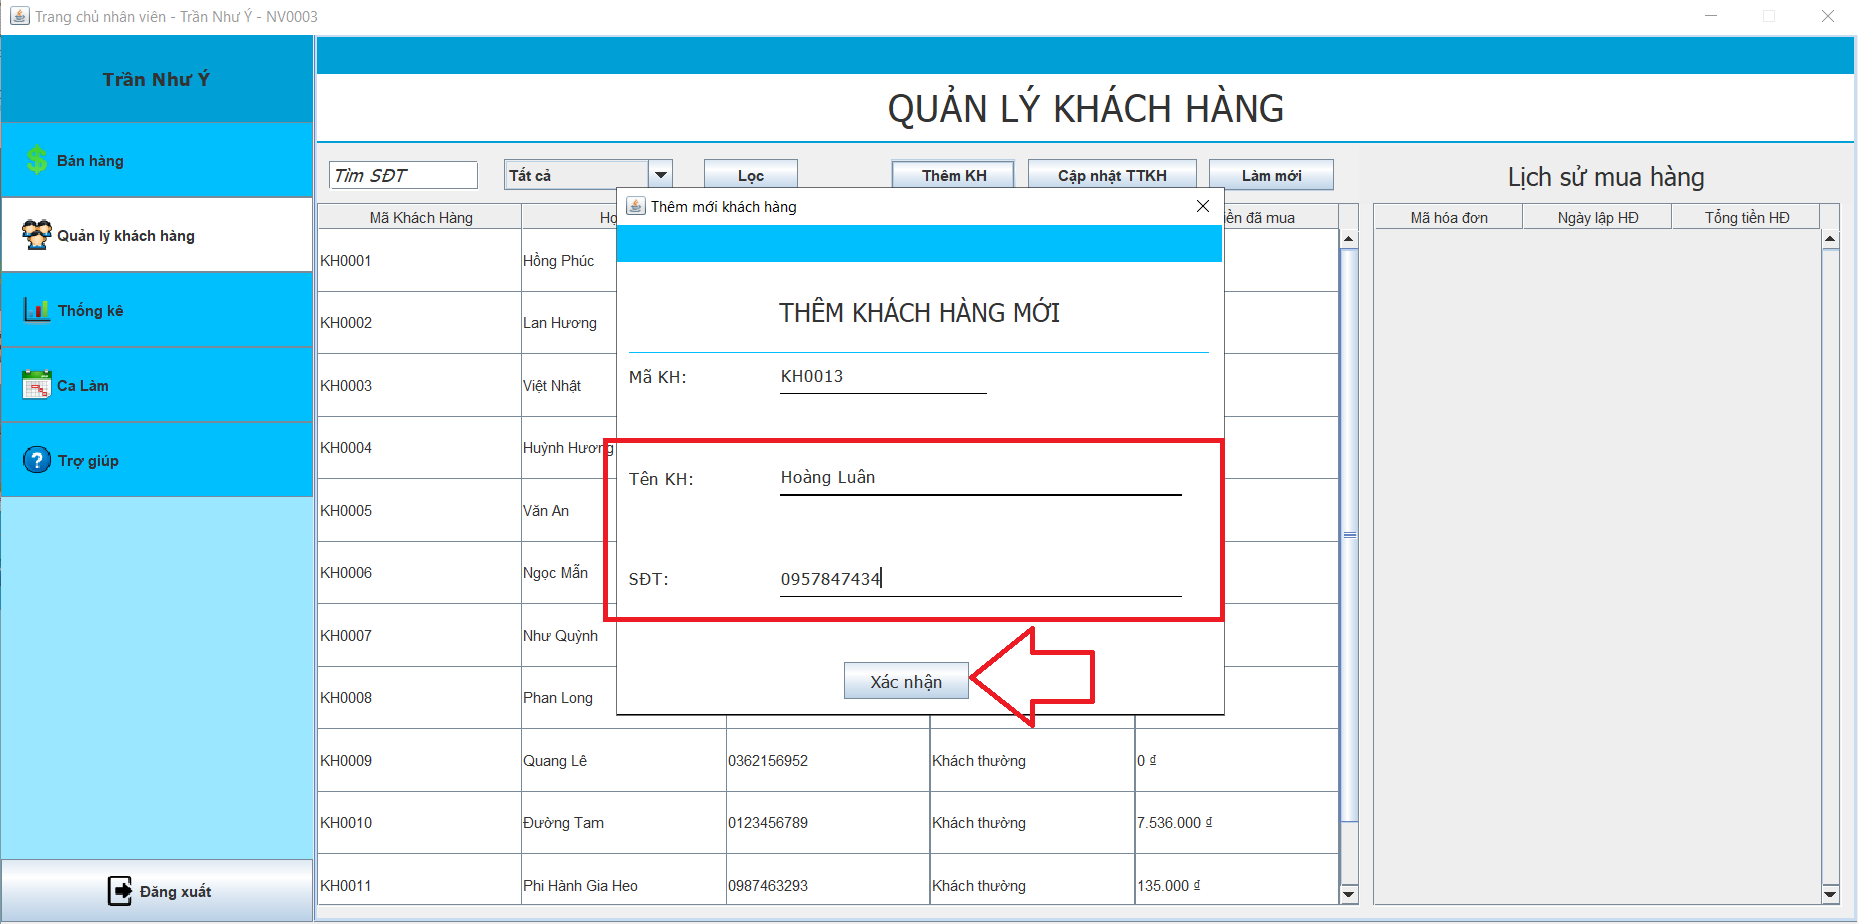 Trang chủ nhân viên - Trần Như Ý - NV0003
Trần Như Ý
Bán hàng
Quản lý khách hàng
Thống kê
Ca Làm
Trợ giúp
Đăng xuất
QUẢN LÝ KHÁCH HÀNG
Tìm SĐT
Tất cả
Lọc
Thêm KH
Cập nhật TTKH
Làm mới
Mã Khách Hàng
KH0001 Hồng Phúc
KH0002 Lan Hương
KH0003 Việt Nhật
KH0004 Huỳnh Hương
KH0005 Văn An
KH0006 Ngọc Mẫn
KH0007 Như Quỳnh
KH0008 Phan Long
KH0009 Quang Lê 0362156952 Khách thường 0 ₫
KH0010 Đường Tam 0123456789 Khách thường 7.536.000 ₫
KH0011 Phi Hành Gia Heo 0987463293 Khách thường 135.000 ₫
đã mua
Thêm mới khách hàng
THÊM KHÁCH HÀNG MỚI
Mã KH: KH0013
Tên KH: Hoàng Luân
SĐT: 0957847434
Xác nhận
Lịch sử mua hàng
Mã hóa đơn Ngày lập HĐ Tổng tiền HĐ